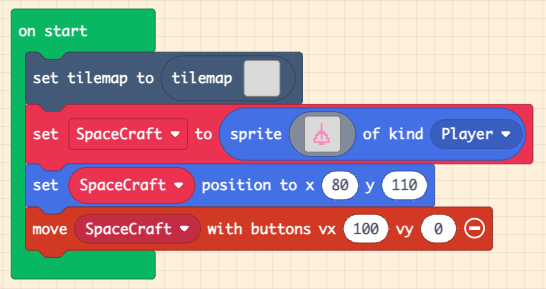 on start
set tilemap to tilemap
set SpaceCraft to sprite of kind Player
set SpaceCraft position to x 80 y 110
move SpaceCraft with buttons vx 100 vy 0